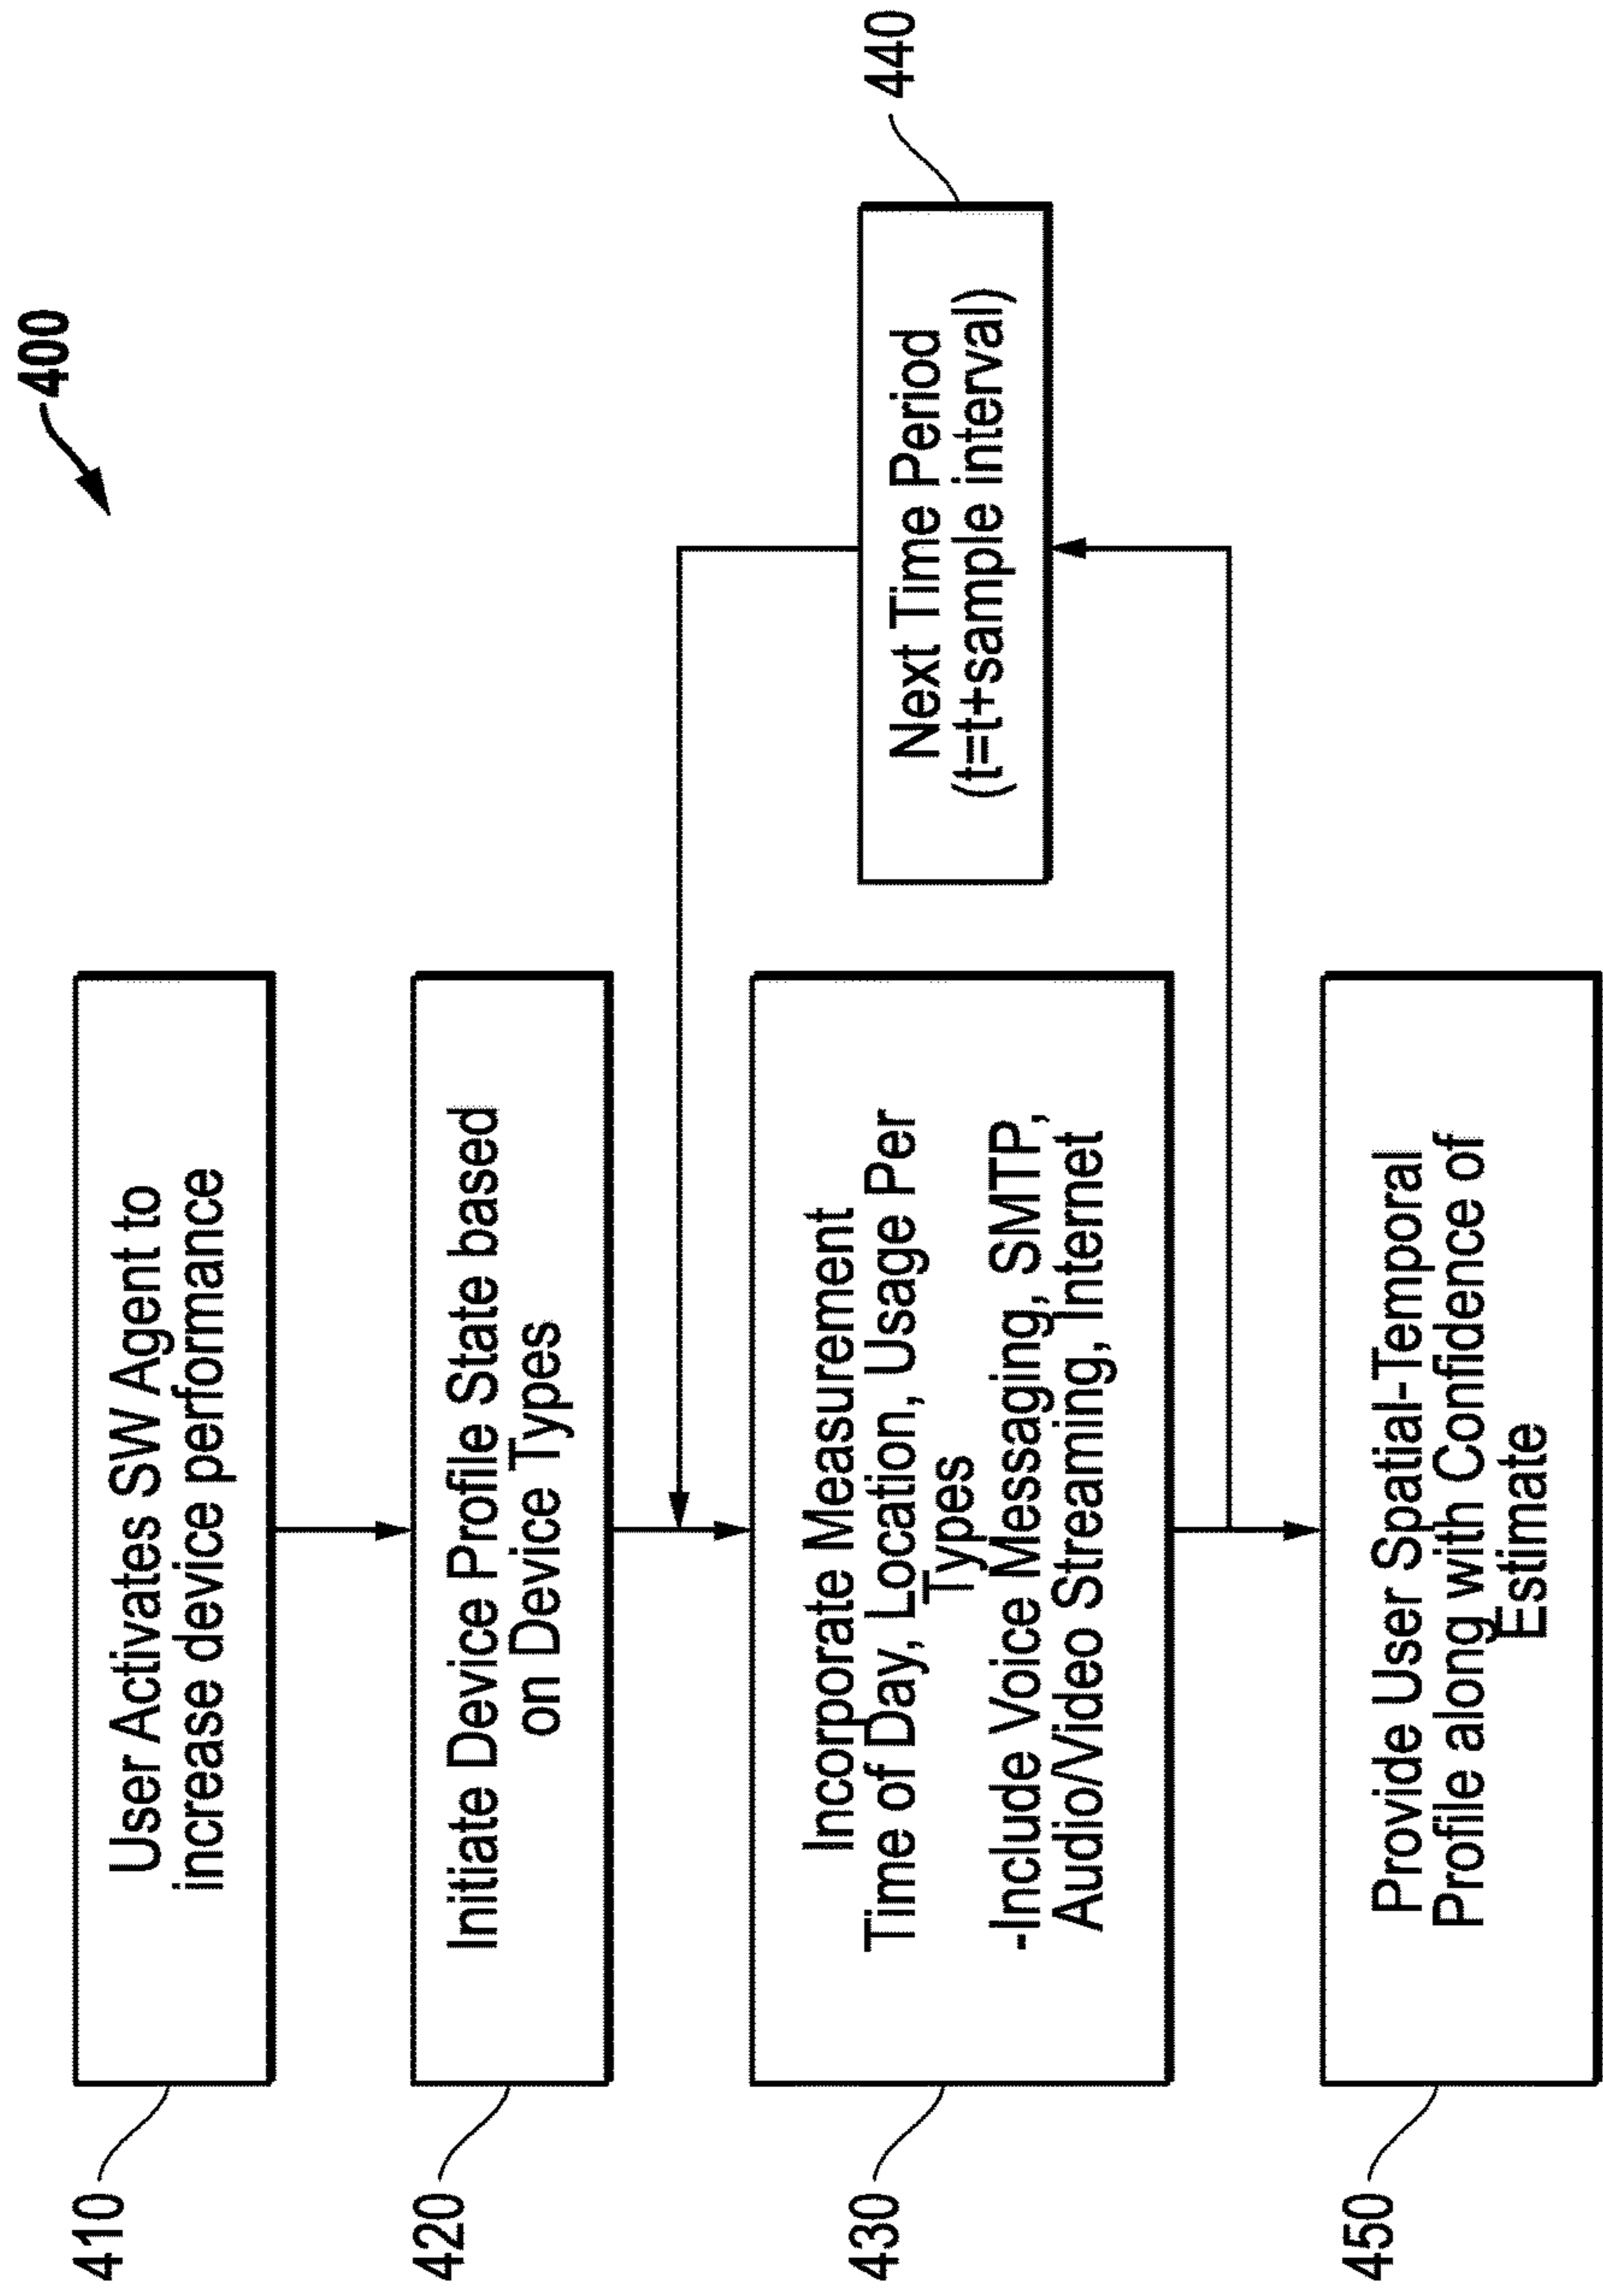 400
410
User Activates SW Agent to
increase device performance
420
Initiate Device Profile State based
on Device Types
430
Incorporate Measurement
Time of Day, Location, Usage Per
Types
-Include Voice Messaging, SMTP,
Audio/Video Streaming, Internet
440
Next Time Period
(t=t+sample interval)
450
Provide User Spatial-Temporal
Profile along with Confidence of
Estimate